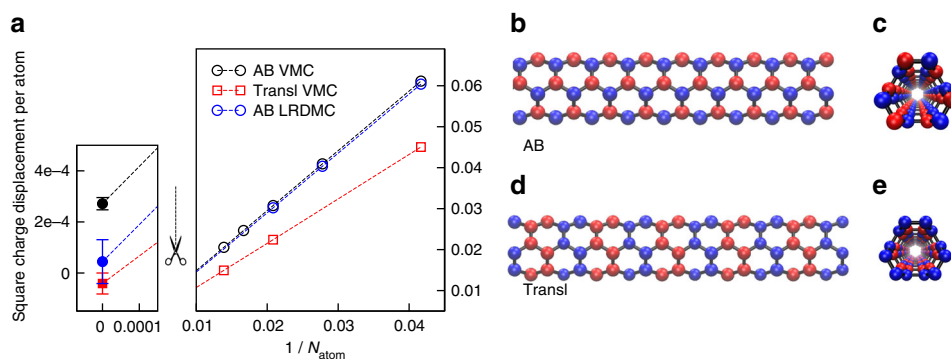 a
Square charge displacement per atom
4e−4
2e−4
0
0
0.0001
AB VMC
Transl VMC
AB LRDMC
0.06
0.05
0.04
0.03
0.02
0.01
0.01
0.02
0.03
0.04
1 / Natom
b
AB
c
d
Transl
e